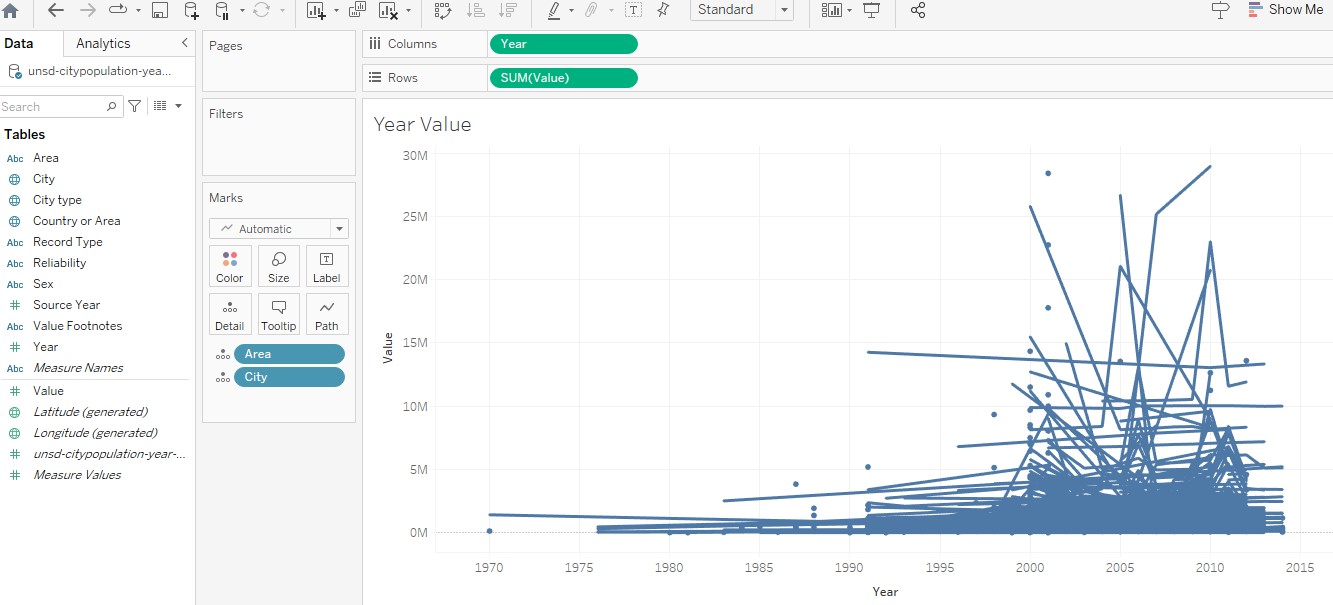 Standard
Show Me
Data
Analytics
Pages
Columns
Year
unsd-citypopulation-yea...
Rows
SUM(Value)
Search
Filters
Tables
Abc Area
City
City type
Country or Area
Abc Record Type
Abc Reliability
Abc Sex
Source Year
Abc Value Footnotes
Year
Abc Measure Names
Value
Latitude (generated)
Longitude (generated)
unsd-citypopulation-year-...
Measure Values
Marks
Automatic
Color
Size
Label
Detail
Tooltip
Path
Area
City
Year Value
30M
25M
20M
15M
10M
5M
0M
Value
1970 1975 1980 1985 1990 1995 2000 2005 2010 2015
Year